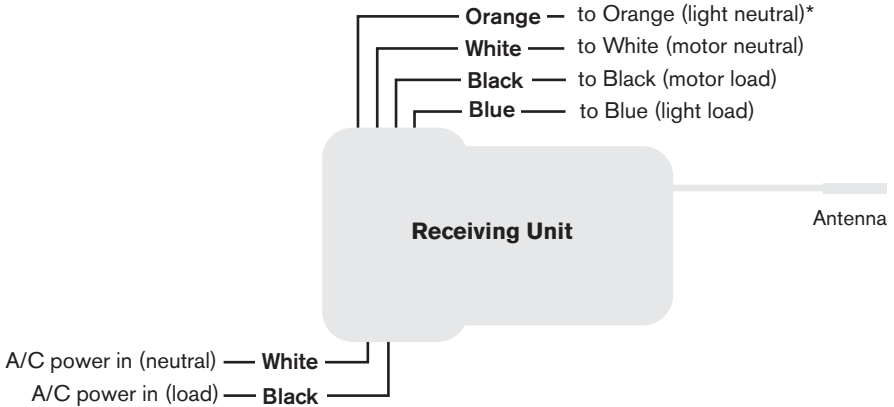 Orange to Orange (light neutral)*
White to White (motor neutral)
Black to Black (motor load)
Blue to Blue (light load)
Receiving Unit
Antenna
A/C power in (neutral) White
A/C power in (load) Black